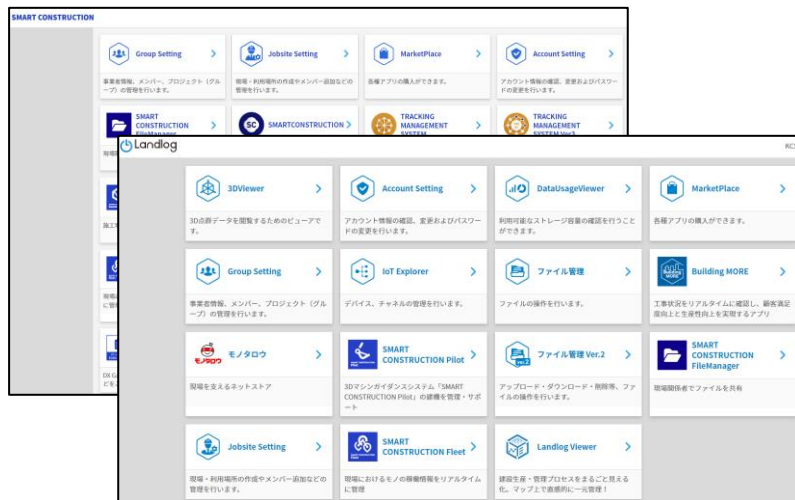 SMART CONSTRUCTION
Group Setting
Jobsite Setting
MarketPlace
Account Setting
事業者情報、メンバー、プロジェクト（グル
ープ）の管理を行います。
現場・利用場所の作成やメンバー追加などの
管理を行います。
各種アプリの購入ができます。
アカウント情報の確認、変更およびパスワー
ドの変更を行います。
SMART
CONSTRUCTION
FileManager
SC
SMARTCONSTRUCTION
TRACKING
MANAGEMENT
SYSTEM
TRACKING
MANAGEMENT
SYSTEM Ver3
Landlog
3DViewer
Account Setting
DataUsageViewer
MarketPlace
3D点群データを閲覧するためのビューアで
す。
アカウント情報の確認、変更およびパスワー
ドの変更を行います。
利用可能なストレージ容量の確認を行うこと
ができます。
各種アプリの購入ができます。
Group Setting
IoT Explorer
ファイル管理
Building MORE
事業者情報、メンバー、プロジェクト（グル
ープ）の管理を行います。
デバイス、チャネルの管理を行います。
ファイルの操作を行います。
工事状況をリアルタイムに確認し、顧客満足
度向上と生産性向上を実現するアプリ
モノタロウ
モノタロウ
SMART
CONSTRUCTION Pilot
ファイル管理 Ver.2
SMART
CONSTRUCTION
FileManager
現場を支えるネットストア
3Dマシンガイダンスシステム「SMART
CONSTRUCTION Pilot」の建機を管理・サポ
ート
アップロード・ダウンロード・削除等、ファ
イルの操作を行います。
現場関係者でファイルを共有
Jobsite Setting
SMART
CONSTRUCTION Fleet
Landlog Viewer
現場・利用場所の作成やメンバー追加などの
管理を行います。
現場におけるモノの稼働情報をリアルタイム
に管理
建設生産・管理プロセスをまるごと見える
化。マップ上で直感的に一元管理！